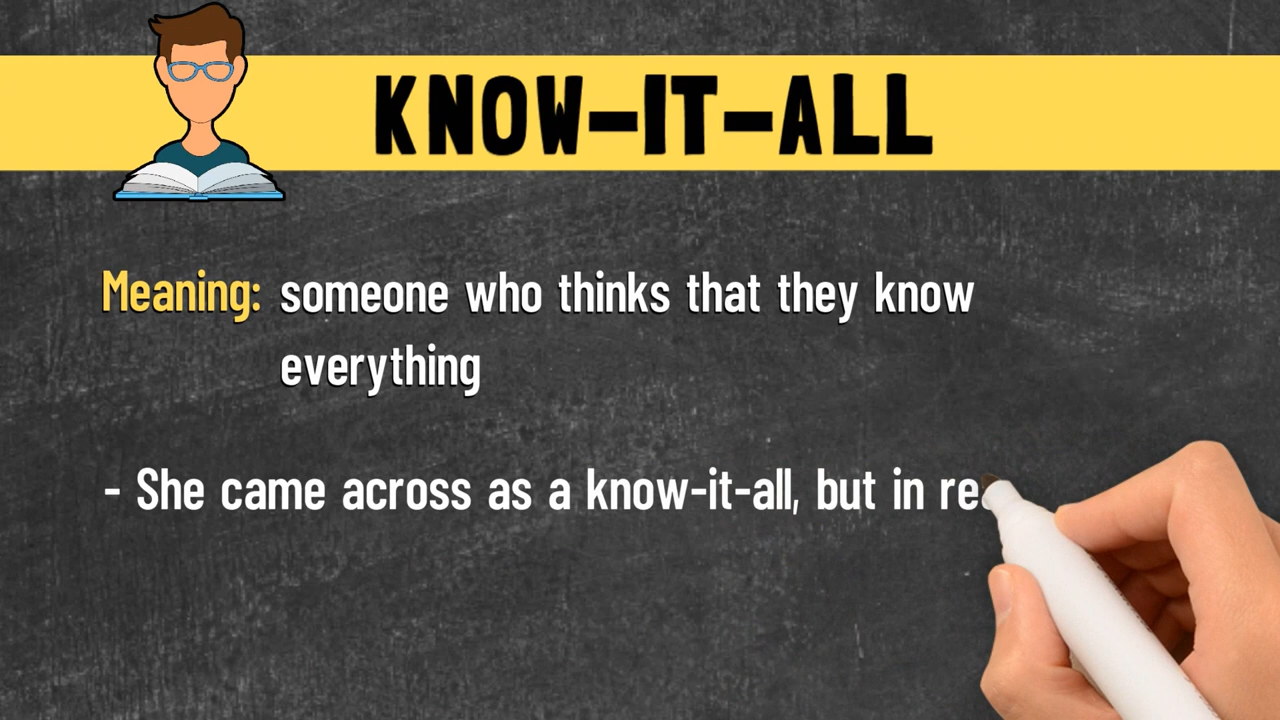 KNOW-IT-ALL
Meaning: someone who thinks that they know
everything
- She came across as a know-it-all, but in re